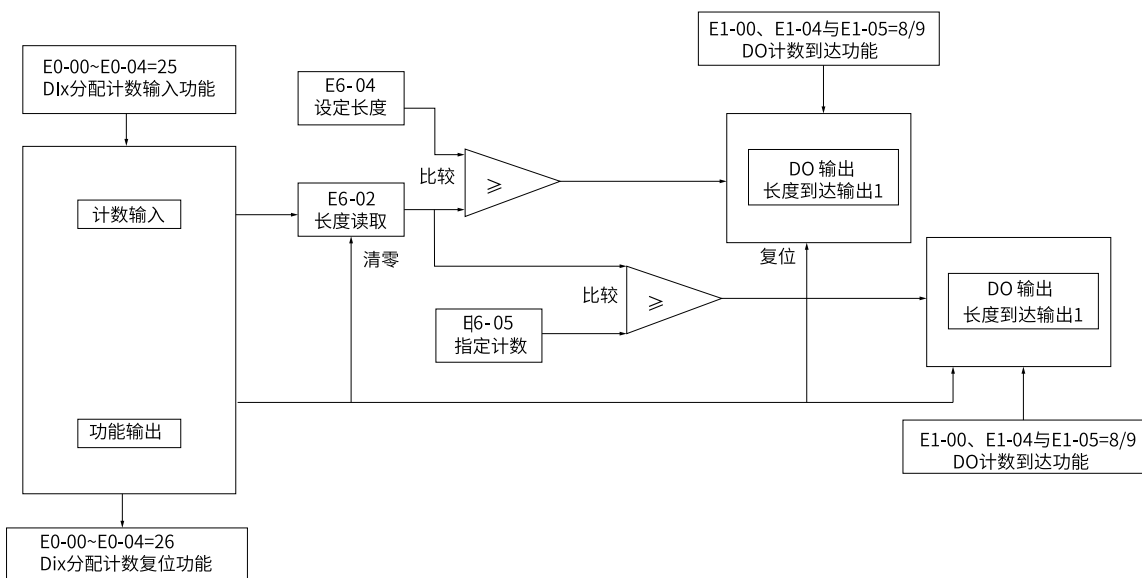 E1-00、E1-04与E1-05=8/9
DO计数到达功能
E0-00~E0-04=25
DIx分配计数输入功能
E6-04
设定长度
比较
≥
DO 输出
长度到达输出1
计数输入
E6-02
长度读取
清零
复位
比较
≥
DO 输出
长度到达输出1
E6-05
指定计数
功能输出
E1-00、E1-04与E1-05=8/9
DO计数到达功能
E0-00~E0-04=26
Dix分配计数复位功能